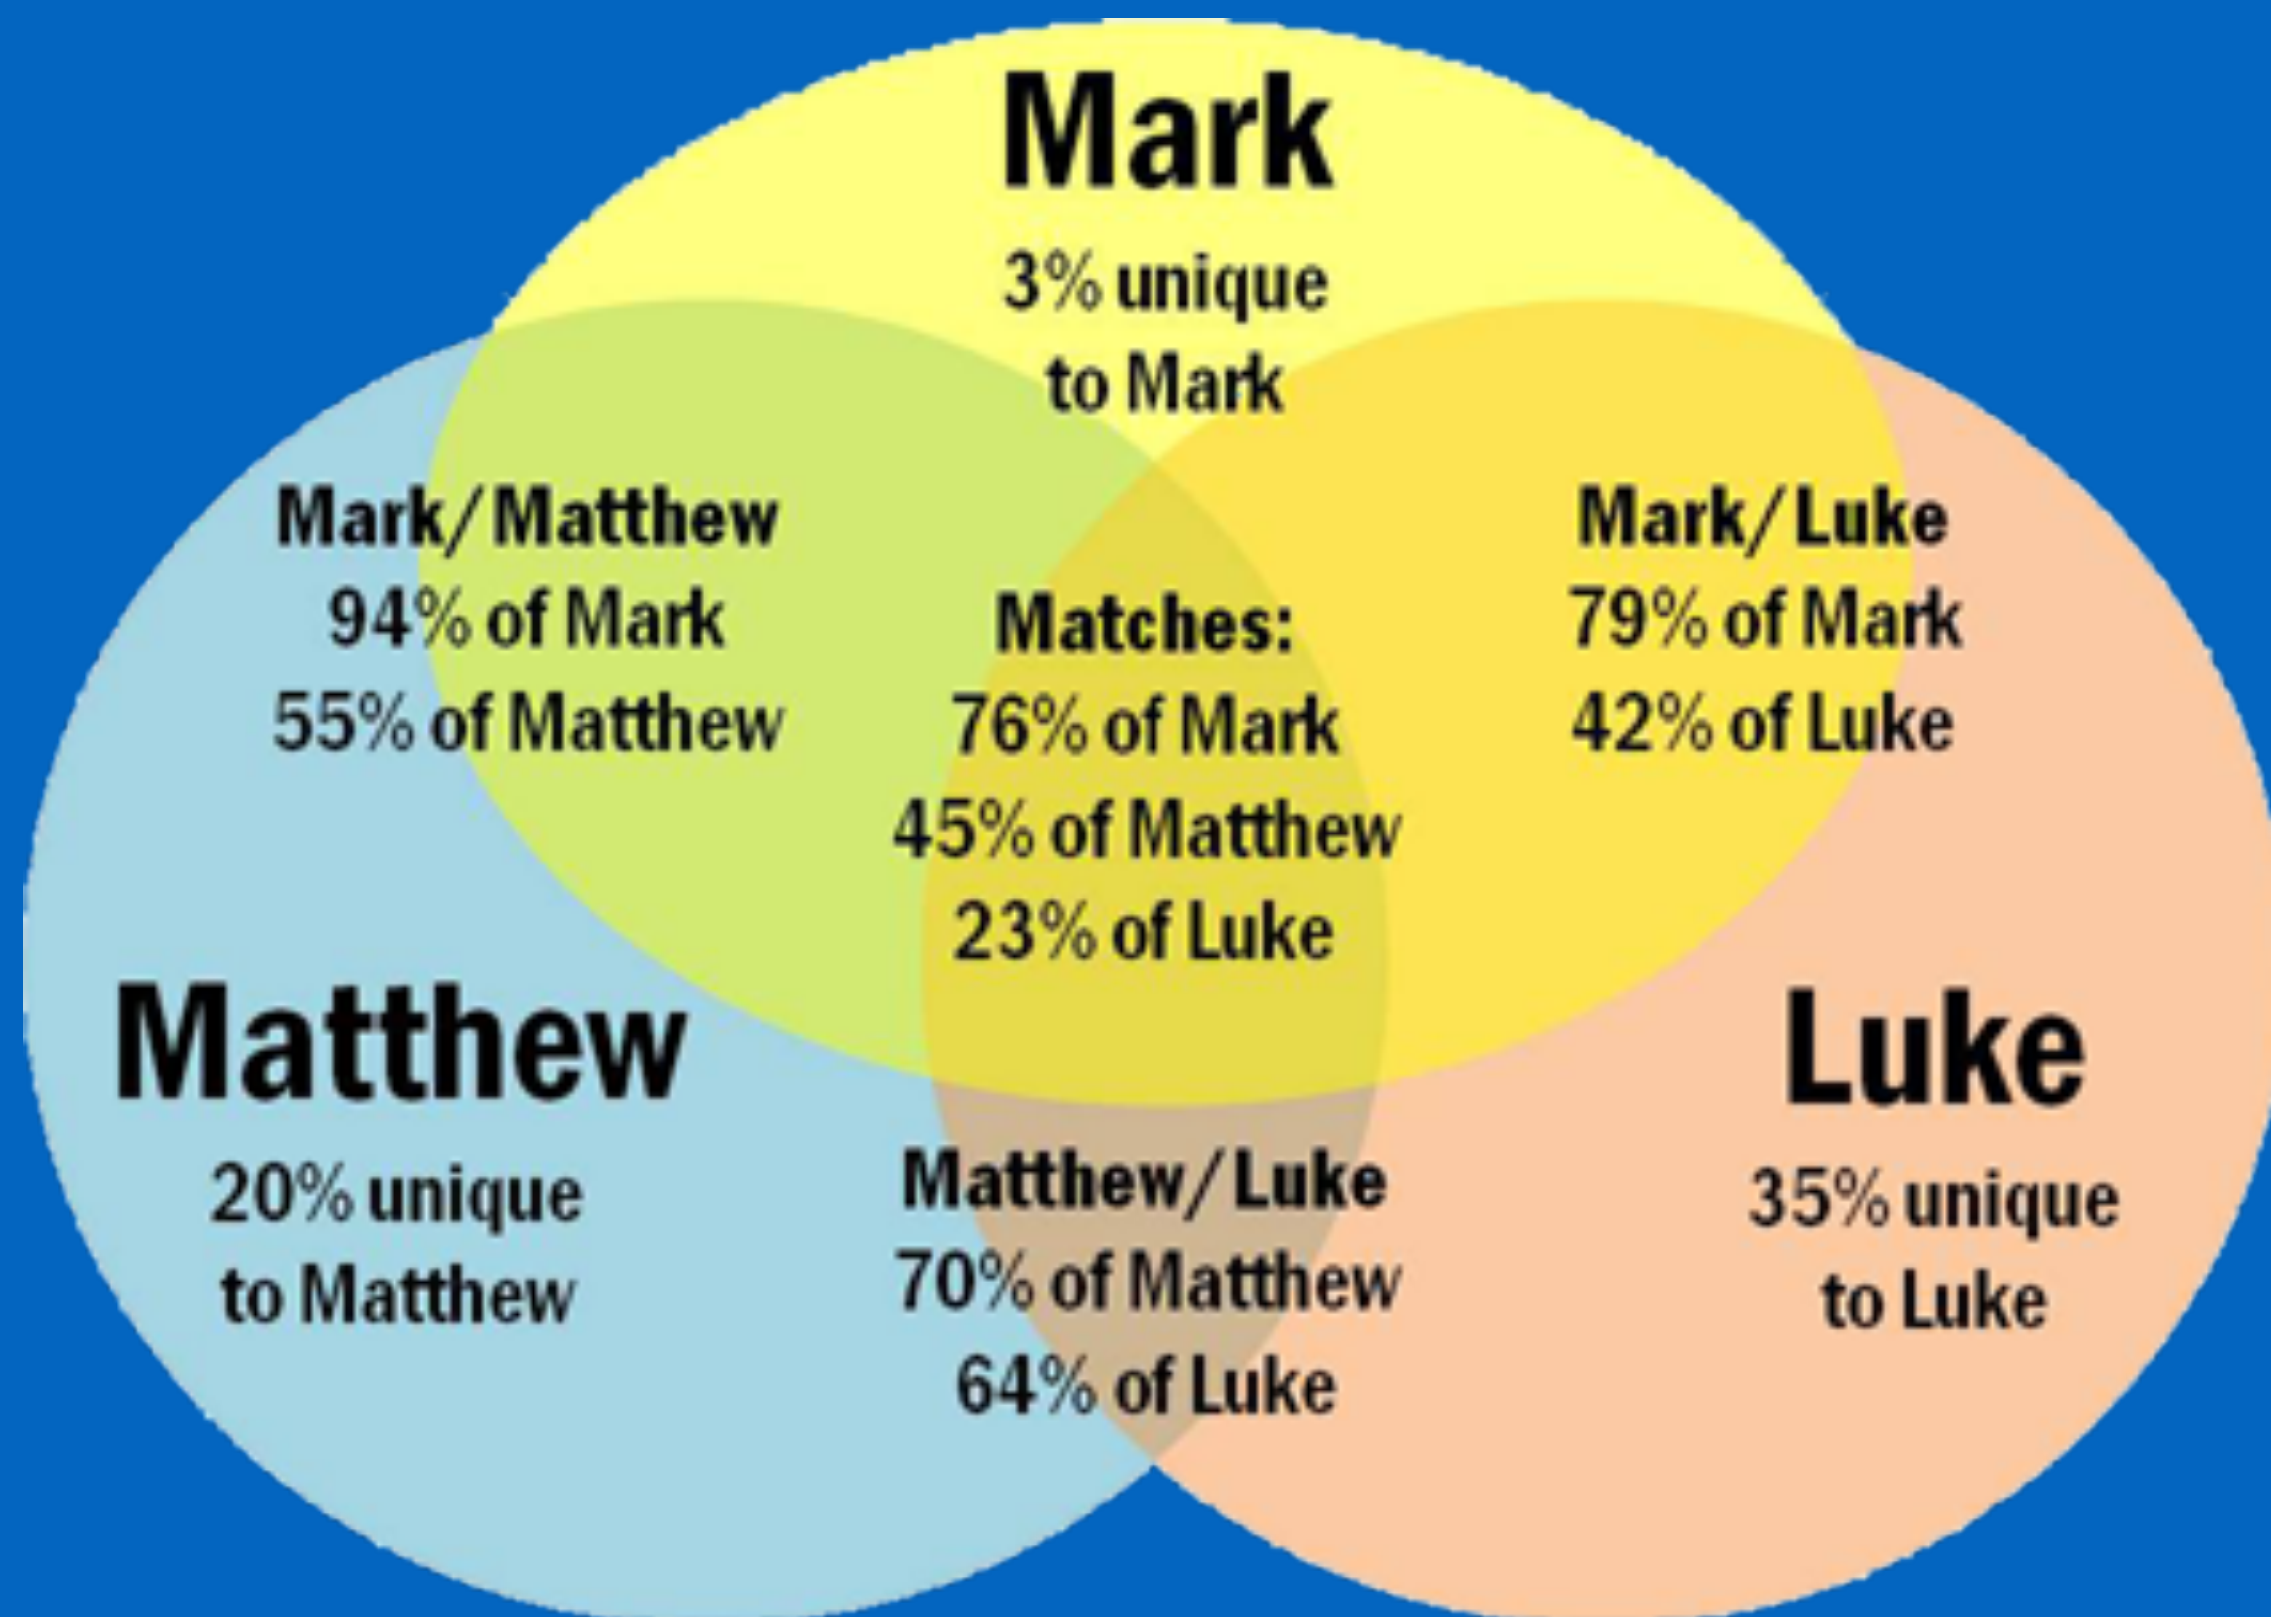 Mark
3% unique
to Mark
Mark/Matthew
94% of Mark
55% of Matthew
Mark/Luke
79% of Mark
42% of Luke
Matches:
76% of Mark
45% of Matthew
23% of Luke
Matthew
20% unique
to Matthew
Matthew/Luke
70% of Matthew
64% of Luke
Luke
35% unique
to Luke